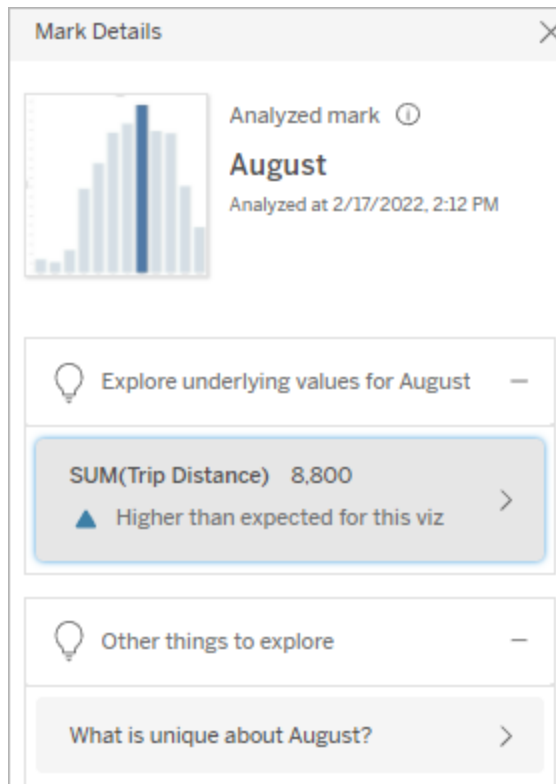 Mark Details
Analyzed mark
August
Analyzed at 2/17/2022, 2:12 PM
Explore underlying values for August
SUM(Trip Distance) 8,800
Higher than expected for this viz
Other things to explore
What is unique about August?